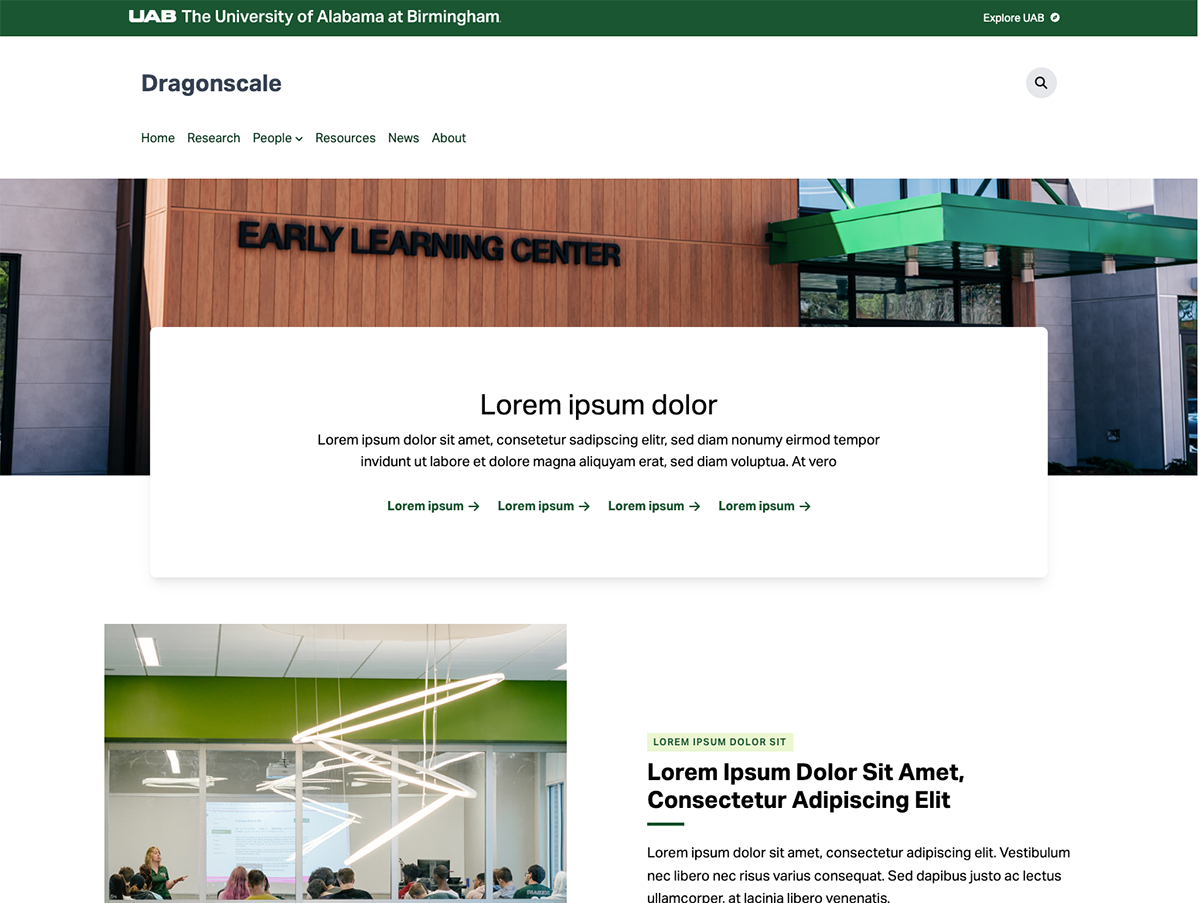 UAB The University of Alabama at Birmingham
Explore UAB
Dragonscale
Home Research People Resources News About
EARLY LEARNING CENTER
Lorem ipsum dolor
Lorem ipsum dolor sit amet, consetetur sadipscing elitr, sed diam nonumy eirmod tempor
invidunt ut labore et dolore magna aliquyam erat, sed diam voluptua. At vero
Lorem ipsum → Lorem ipsum → Lorem ipsum → Lorem ipsum →
LOREM IPSUM DOLOR SIT
Lorem Ipsum Dolor Sit Amet,
Consectetur Adipiscing Elit
Lorem ipsum dolor sit amet, consectetur adipiscing elit. Vestibulum
nec libero nec risus varius consequat. Sed dapibus justo ac lectus
ullamcorper, at lacinia libero venenatis.